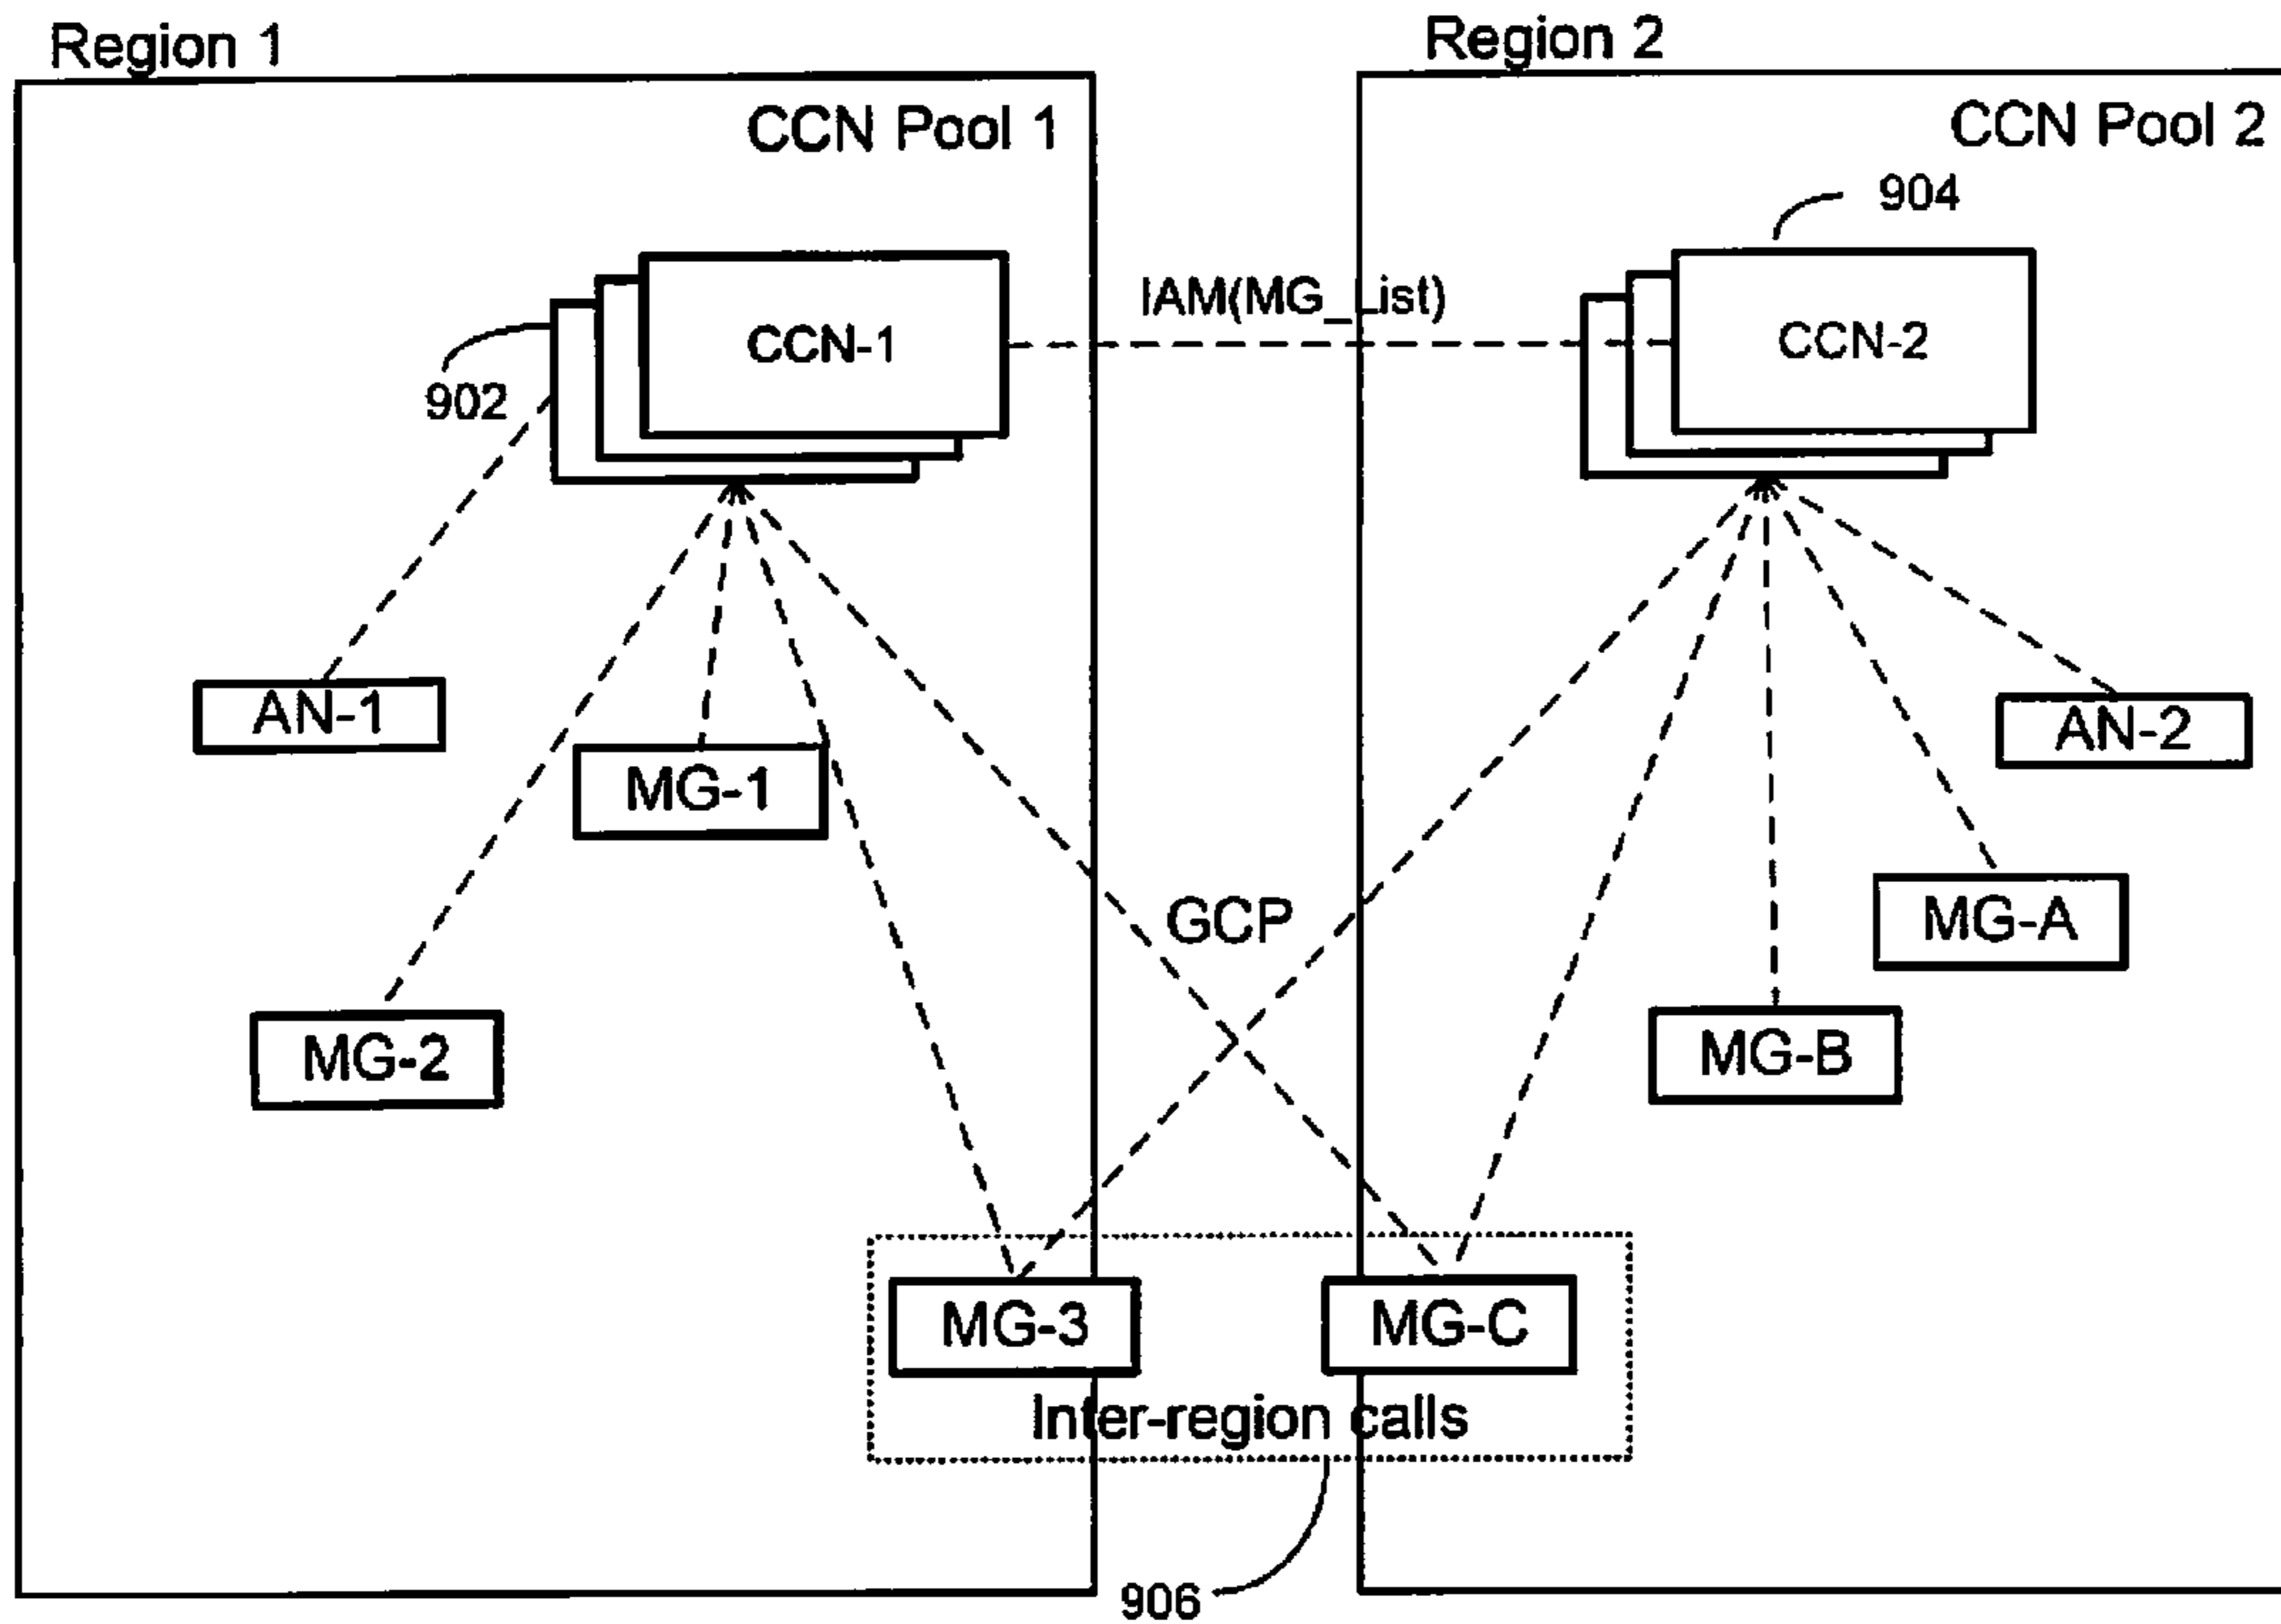 Region 1
Region 2
CCN Pool 1
CCN Pool 2
904
IAM(MG_List)
CCN-1
CCN-2
902
AN-1
AN-2
MG-1
GCP
MG-A
MG-2
MG-B
MG-3
MG-C
Inter-region calls
906